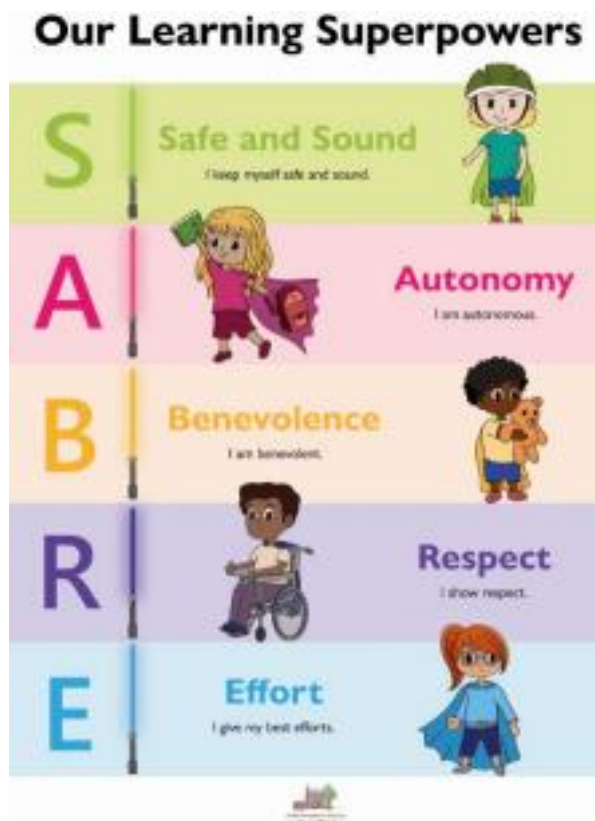 Our Learning Superpowers
S
Safe and Sound
I keep myself safe and sound.
A
Autonomy
I am autonomous.
B
Benevolence
I am benevolent.
R
Respect
I show respect.
E
Effort
I give my best efforts.